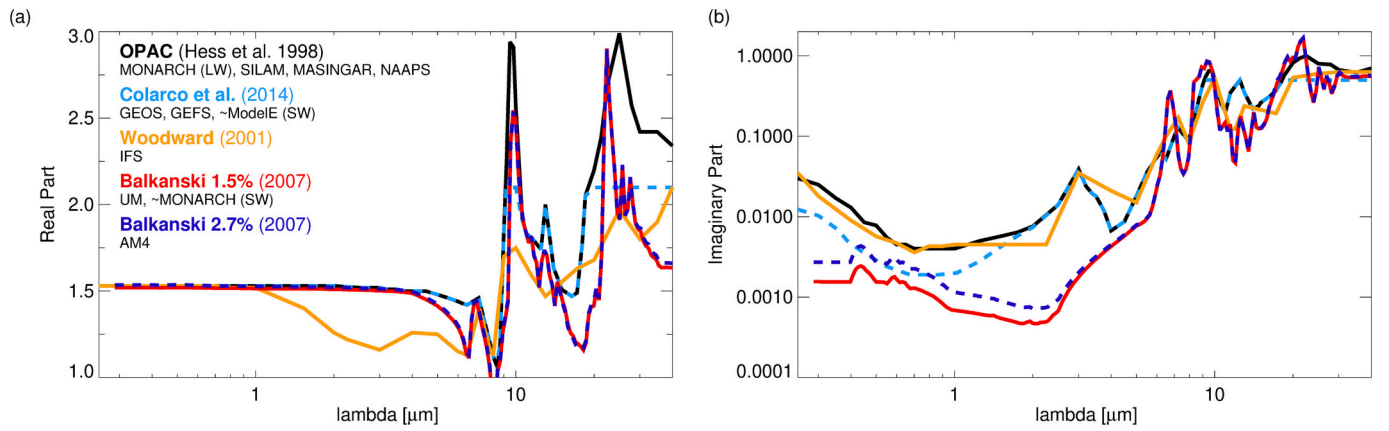 (a)
3.0
2.5
2.0
1.5
1.0
Real Part
OPAC (Hess et al. 1998)
MONARCH (LW), SILAM, MASINGAR, NAAPS
Colarco et al. (2014)
GEOS, GEFS, ~ModelE (SW)
Woodward (2001)
IFS
Balkanski 1.5% (2007)
UM, ~MONARCH (SW)
Balkanski 2.7% (2007)
AM4
1
10
lambda [μm]
(b)
1.0000
0.1000
0.0100
0.0010
0.0001
Imaginary Part
1
10
lambda [μm]